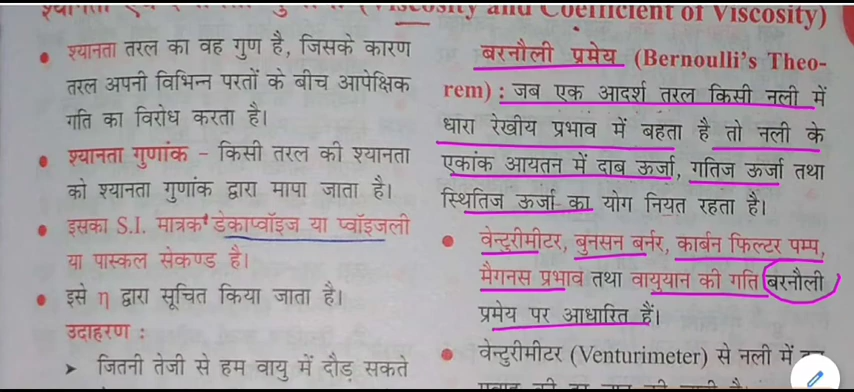 (Viscosity and Coefficient of Viscosity)
श्यानता तरल का वह गुण है, जिसके कारण
तरल अपनी विभिन्न परतों के बीच आपेक्षिक
गति का विरोध करता है।
श्यानता गुणांक – किसी तरल की श्यानता
को श्यानता गुणांक द्वारा मापा जाता है।
इसका S.I. मात्रक डेकाप्वॉइज या प्वॉइजली
या पास्कल सेकण्ड है।
इसे η द्वारा सूचित किया जाता है।
उदाहरण :
➤ जितनी तेजी से हम वायु में दौड़ सकते
बरनौली प्रमेय (Bernoulli's Theo-
rem) : जब एक आदर्श तरल किसी नली में
धारा रेखीय प्रभाव में बहता है तो नली के
एकांक आयतन में दाब ऊर्जा, गतिज ऊर्जा तथा
स्थितिज ऊर्जा का योग नियत रहता है।
वेन्टुरीमीटर, बुनसन बर्नर, कार्बन फिल्टर पम्प,
मैगनस प्रभाव तथा वायुयान की गति बरनौली
प्रमेय पर आधारित हैं।
वेन्टुरीमीटर (Venturimeter) से नली में